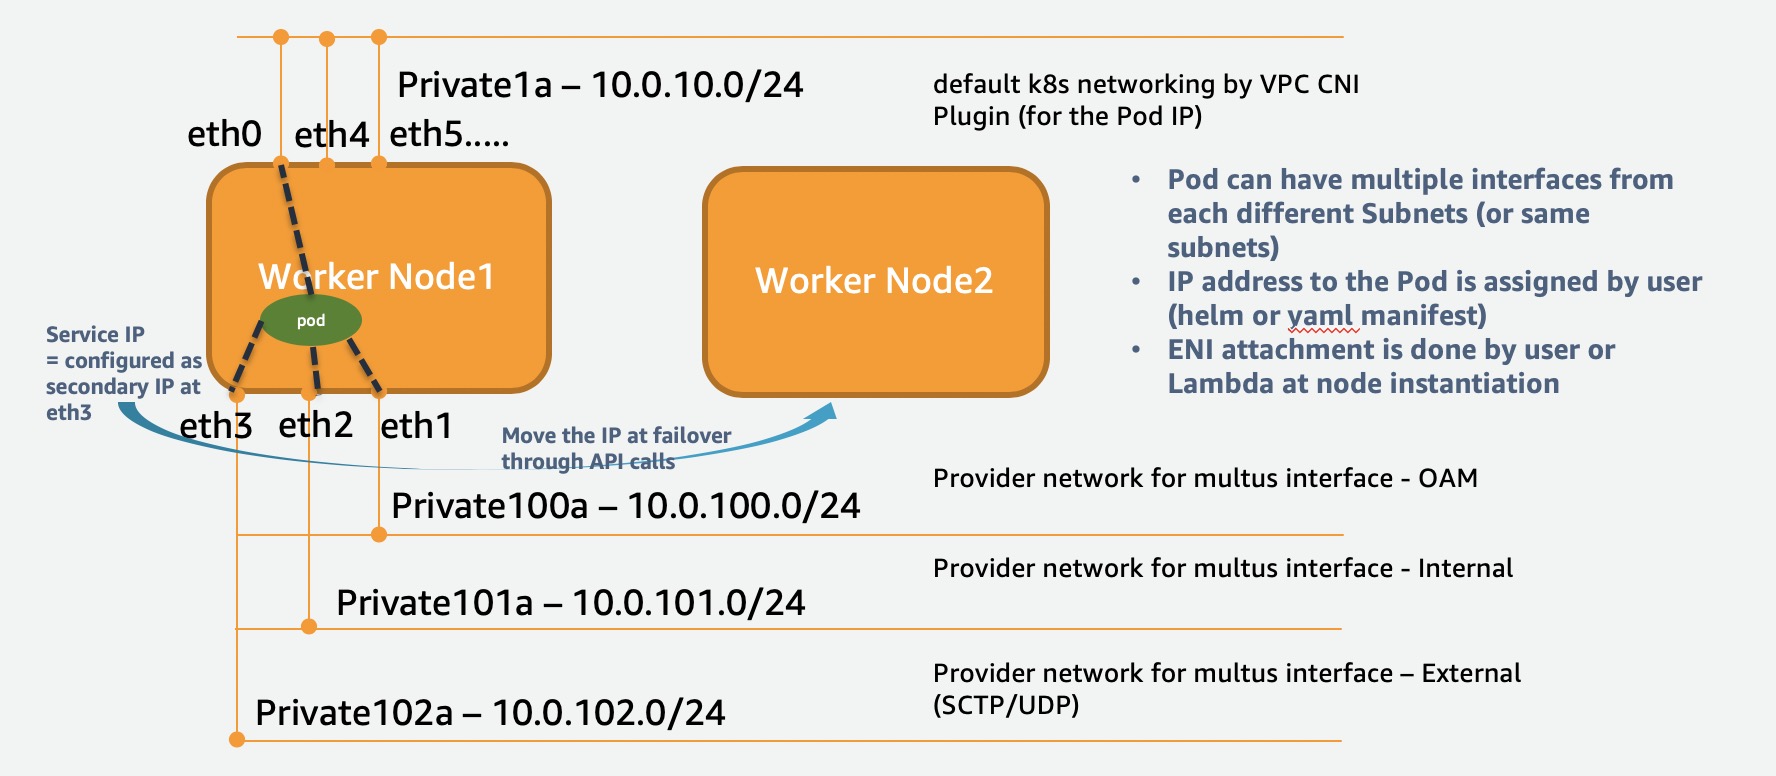 Private1a – 10.0.10.0/24
default k8s networking by VPC CNI
Plugin (for the Pod IP)
eth0
eth4
eth5.....
Worker Node1
pod
Worker Node2
• Pod can have multiple interfaces from
each different Subnets (or same
subnets)
• IP address to the Pod is assigned by user
(helm or yaml manifest)
• ENI attachment is done by user or
Lambda at node instantiation
Service IP
= configured as
secondary IP at
eth3
eth3
eth2
eth1
Move the IP at failover
through API calls
Private100a – 10.0.100.0/24
Provider network for multus interface - OAM
Private101a – 10.0.101.0/24
Provider network for multus interface - Internal
Private102a – 10.0.102.0/24
Provider network for multus interface – External
(SCTP/UDP)